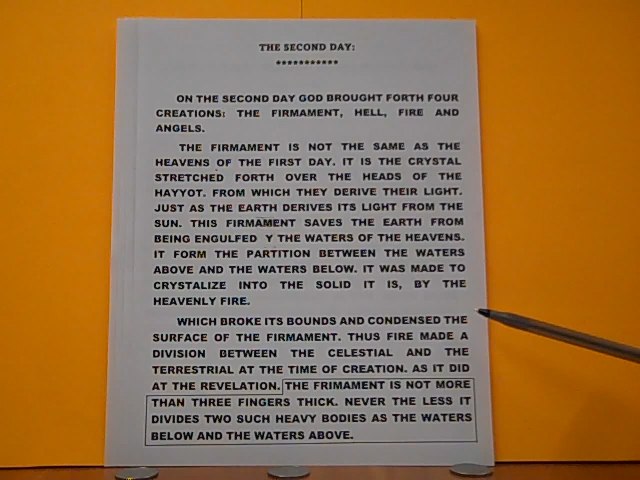 THE SECOND DAY:
***********
ON THE SECOND DAY GOD BROUGHT FORTH FOUR
CREATIONS: THE FIRMAMENT, HELL, FIRE AND
ANGELS.
THE FIRMAMENT IS NOT THE SAME AS THE
HEAVENS OF THE FIRST DAY. IT IS THE CRYSTAL
STRETCHED FORTH OVER THE HEADS OF THE
HAYYOT. FROM WHICH THEY DERIVE THEIR LIGHT.
JUST AS THE EARTH DERIVES ITS LIGHT FROM THE
SUN. THIS FIRMAMENT SAVES THE EARTH FROM
BEING ENGULFED Y THE WATERS OF THE HEAVENS.
IT FORM THE PARTITION BETWEEN THE WATERS
ABOVE AND THE WATERS BELOW. IT WAS MADE TO
CRYSTALIZE INTO THE SOLID IT IS, BY THE
HEAVENLY FIRE.
WHICH BROKE ITS BOUNDS AND CONDENSED THE
SURFACE OF THE FIRMAMENT. THUS FIRE MADE A
DIVISION BETWEEN THE CELESTIAL AND THE
TERRESTRIAL AT THE TIME OF CREATION. AS IT DID
AT THE REVELATION. THE FRIMAMENT IS NOT MORE
THAN THREE FINGERS THICK. NEVER THE LESS IT
DIVIDES TWO SUCH HEAVY BODIES AS THE WATERS
BELOW AND THE WATERS ABOVE.